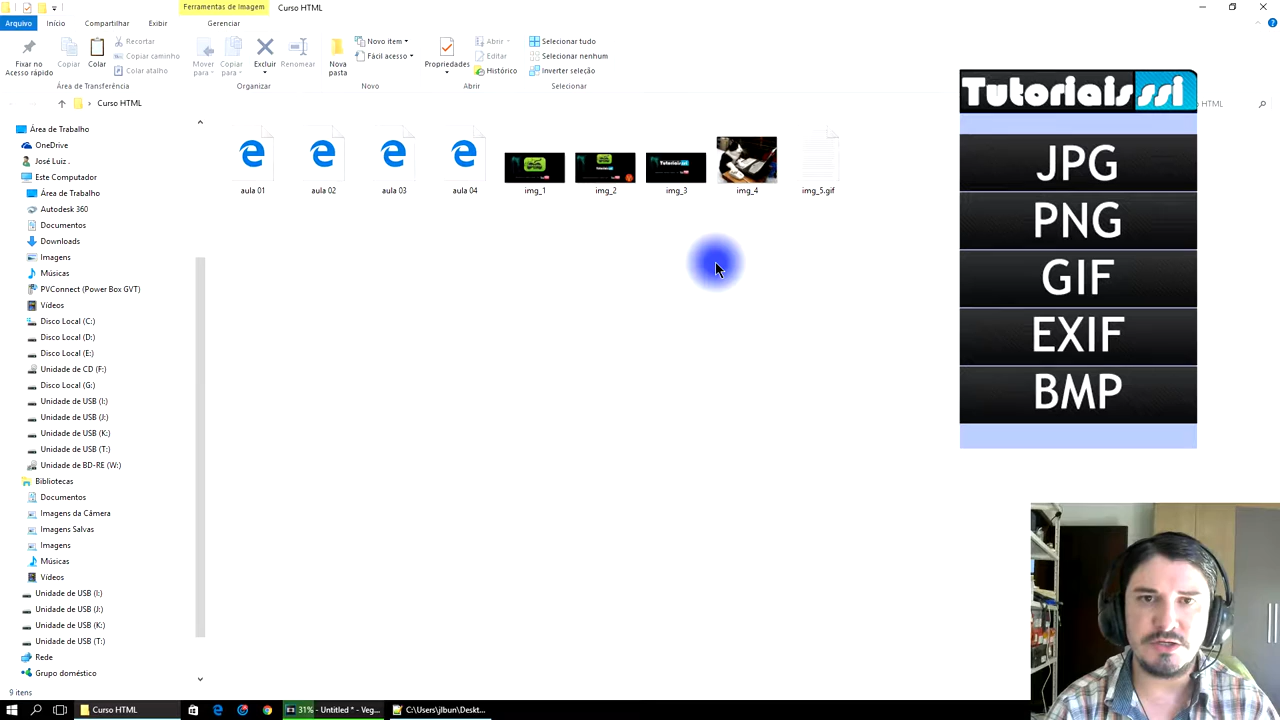 Ferramentas de Imagem
Curso HTML
Arquivo
Início
Compartilhar
Exibir
Gerenciar
Fixar no
Acesso rápido
Copiar
Colar
Recortar
Copiar caminho
Colar atalho
Mover
para
Copiar
para
Excluir
Renomear
Nova
pasta
Novo item
Fácil acesso
Propriedades
Abrir
Editar
Histórico
Selecionar tudo
Selecionar nenhum
Inverter seleção
Área de Transferência
Organizar
Novo
Abrir
Selecionar
Curso HTML
HTML
Área de Trabalho
OneDrive
José Luiz .
Este Computador
Área de Trabalho
Autodesk 360
Documentos
Downloads
Imagens
Músicas
PVConnect (Power Box GVT)
Vídeos
Disco Local (C:)
Disco Local (D:)
Disco Local (E:)
Unidade de CD (F:)
Disco Local (G:)
Unidade de USB (I:)
Unidade de USB (J:)
Unidade de USB (K:)
Unidade de USB (T:)
Unidade de BD-RE (W:)
Bibliotecas
Documentos
Imagens da Câmera
Imagens Salvas
Imagens
Músicas
Vídeos
Unidade de USB (I:)
Unidade de USB (J:)
Unidade de USB (K:)
Unidade de USB (T:)
Rede
Grupo doméstico
aula 01
aula 02
aula 03
aula 04
img_1
img_2
img_3
img_4
img_5.gif
Tutoriais ssi
JPG
PNG
GIF
EXIF
BMP
9 itens
Curso HTML
31% - Untitled * - Veg...
C:\Users\jlbun\Deskt...